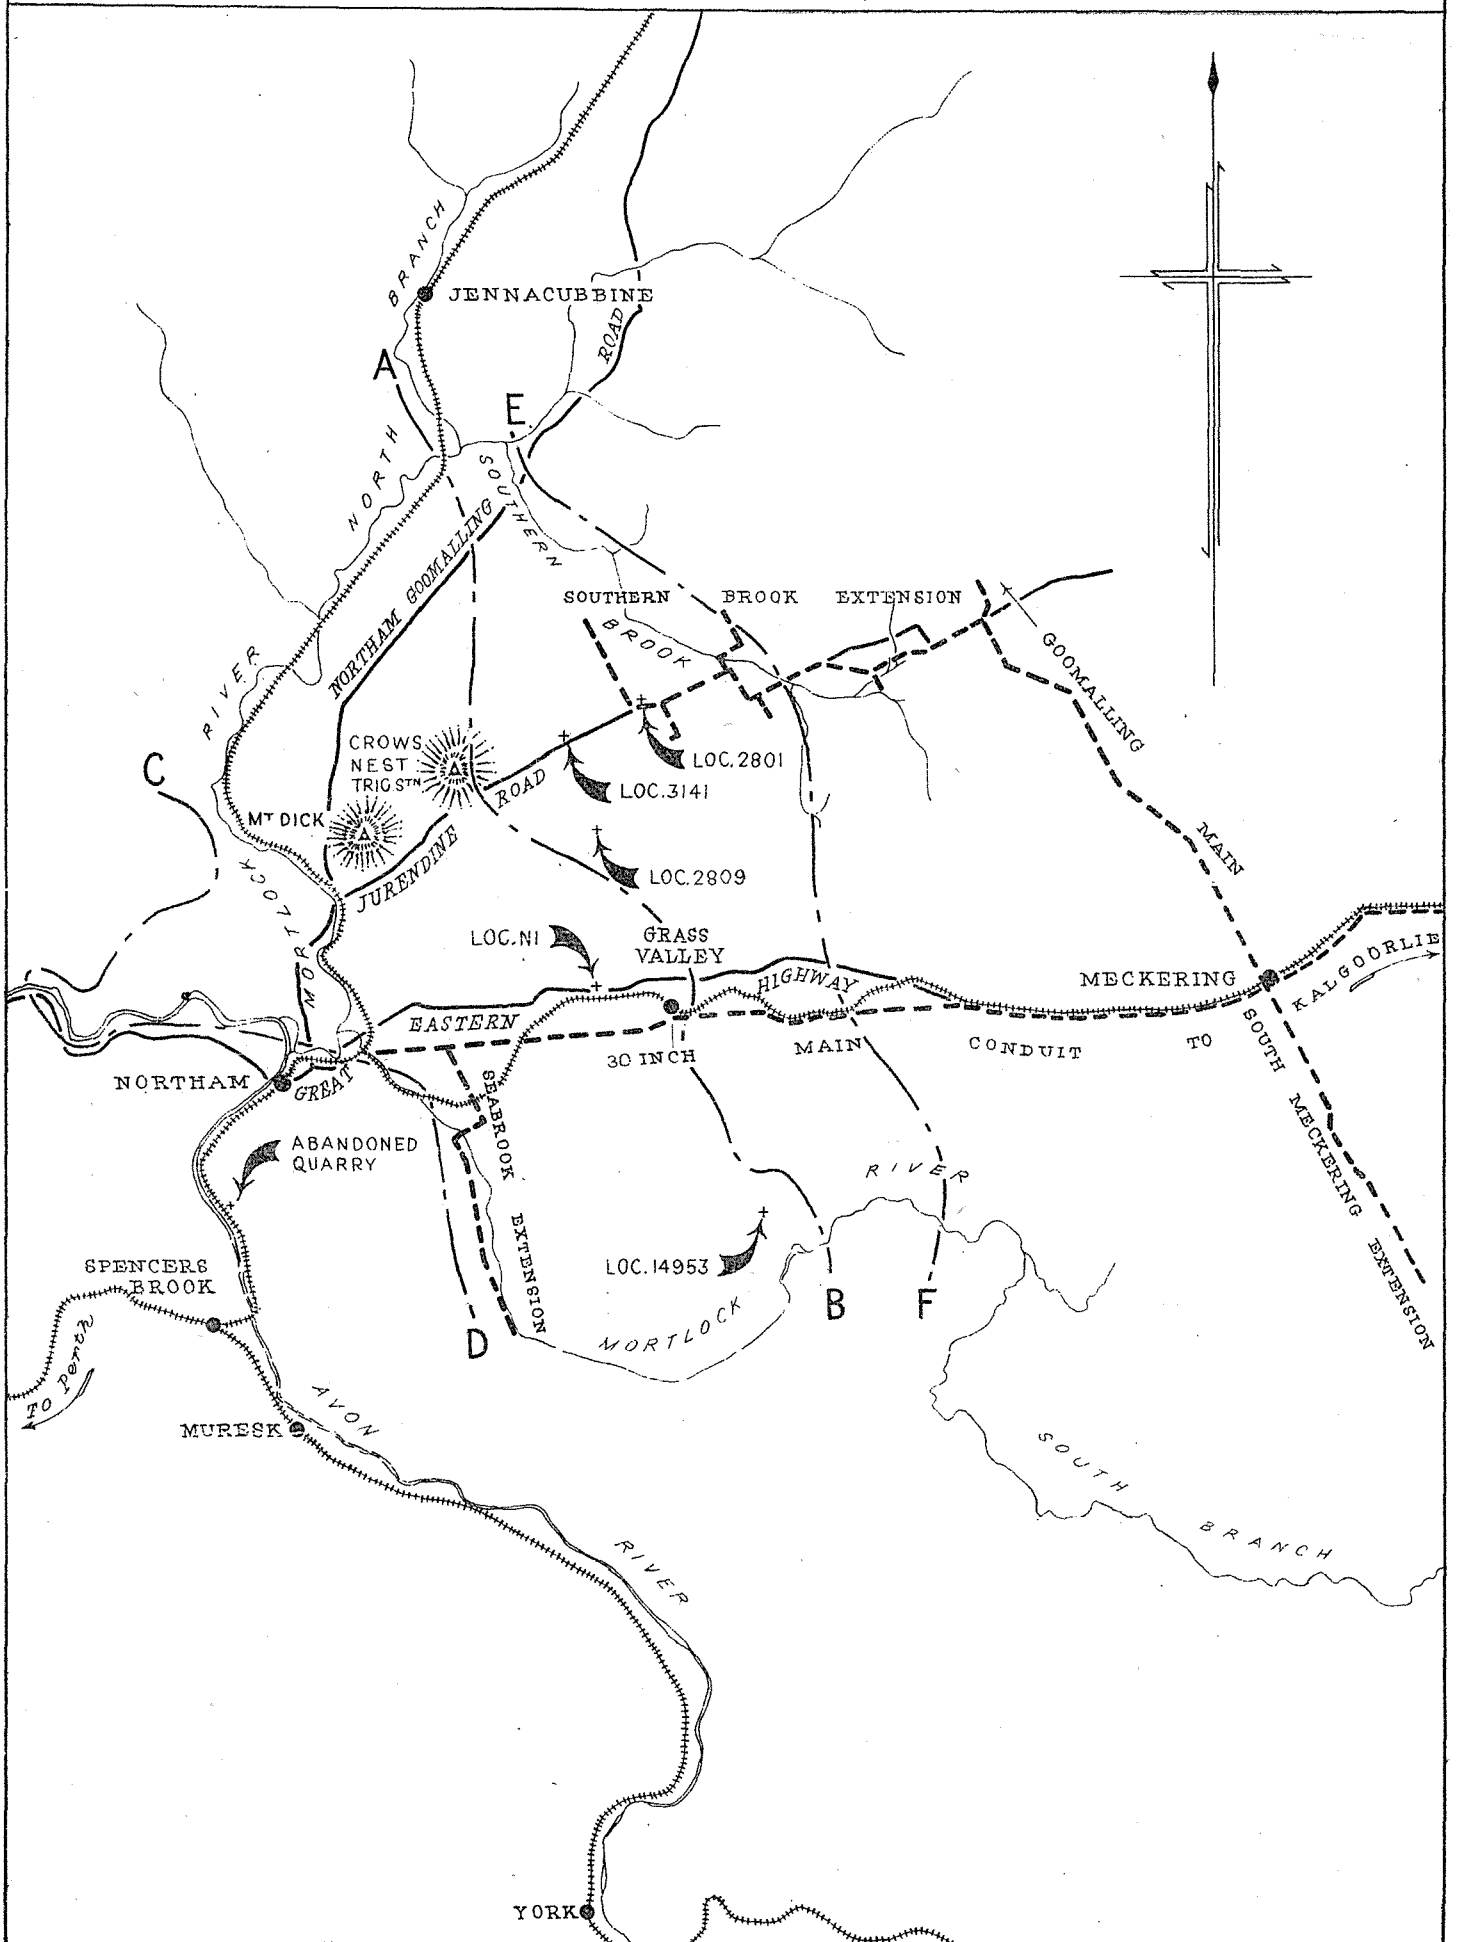 BRANCH
JENNACUBBINE
A
ROAD
E
NORTH
SOUTHERN
NORTHAM GOOMALLING
SOUTHERN BROOK EXTENSION
BROOK
GOOMALLING
RIVER
CROWS
NEST
TRIG. STN
LOC. 2801
C
ROAD
LOC. 3141
MT DICK
MAIN
JURENDINE
LOC. 2809
MORTLOCK
LOC. N1
GRASS
VALLEY
HIGHWAY
MECKERING
KALGOORLIE
MORTLOCK
EASTERN
30 INCH
MAIN
CONDUIT
TO
SOUTH
NORTHAM
GREAT
SEABROOK
MECKERING
ABANDONED
QUARRY
RIVER
EXTENSION
EXTENSION
SPENCERS
BROOK
LOC. 14953
B
F
D
MORTLOCK
TO Perth
AVON
MURESK
SOUTH
BRANCH
RIVER
YORK